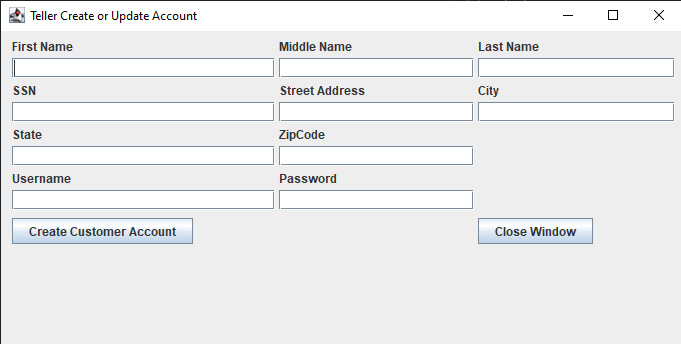 Teller Create or Update Account
First Name Middle Name Last Name
SSN Street Address City
State ZipCode
Username Password
Create Customer Account Close Window